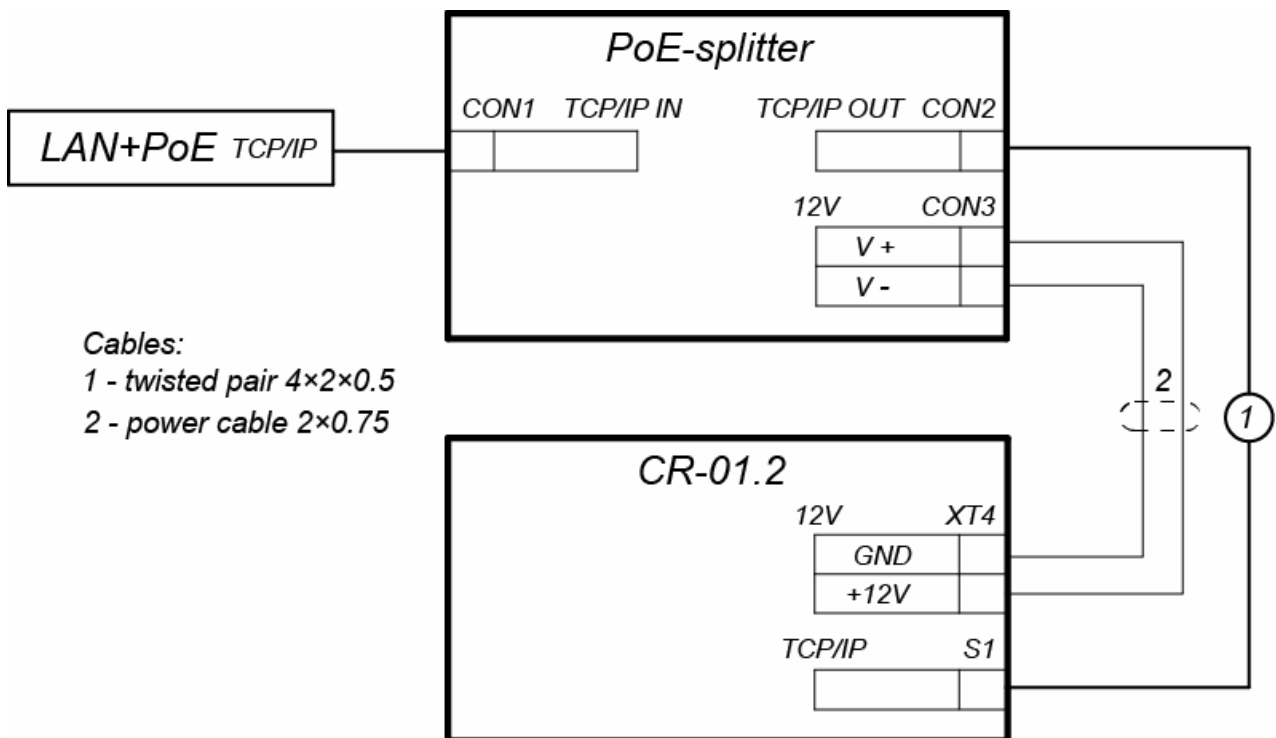 PoE-splitter
CON1 TCP/IP IN TCP/IP OUT CON2
LAN+PoE TCP/IP
12V CON3
V +
V -
Cables:
1 - twisted pair 4×2×0.5
2 - power cable 2×0.75
2
1
CR-01.2
12V XT4
GND
+12V
TCP/IP S1